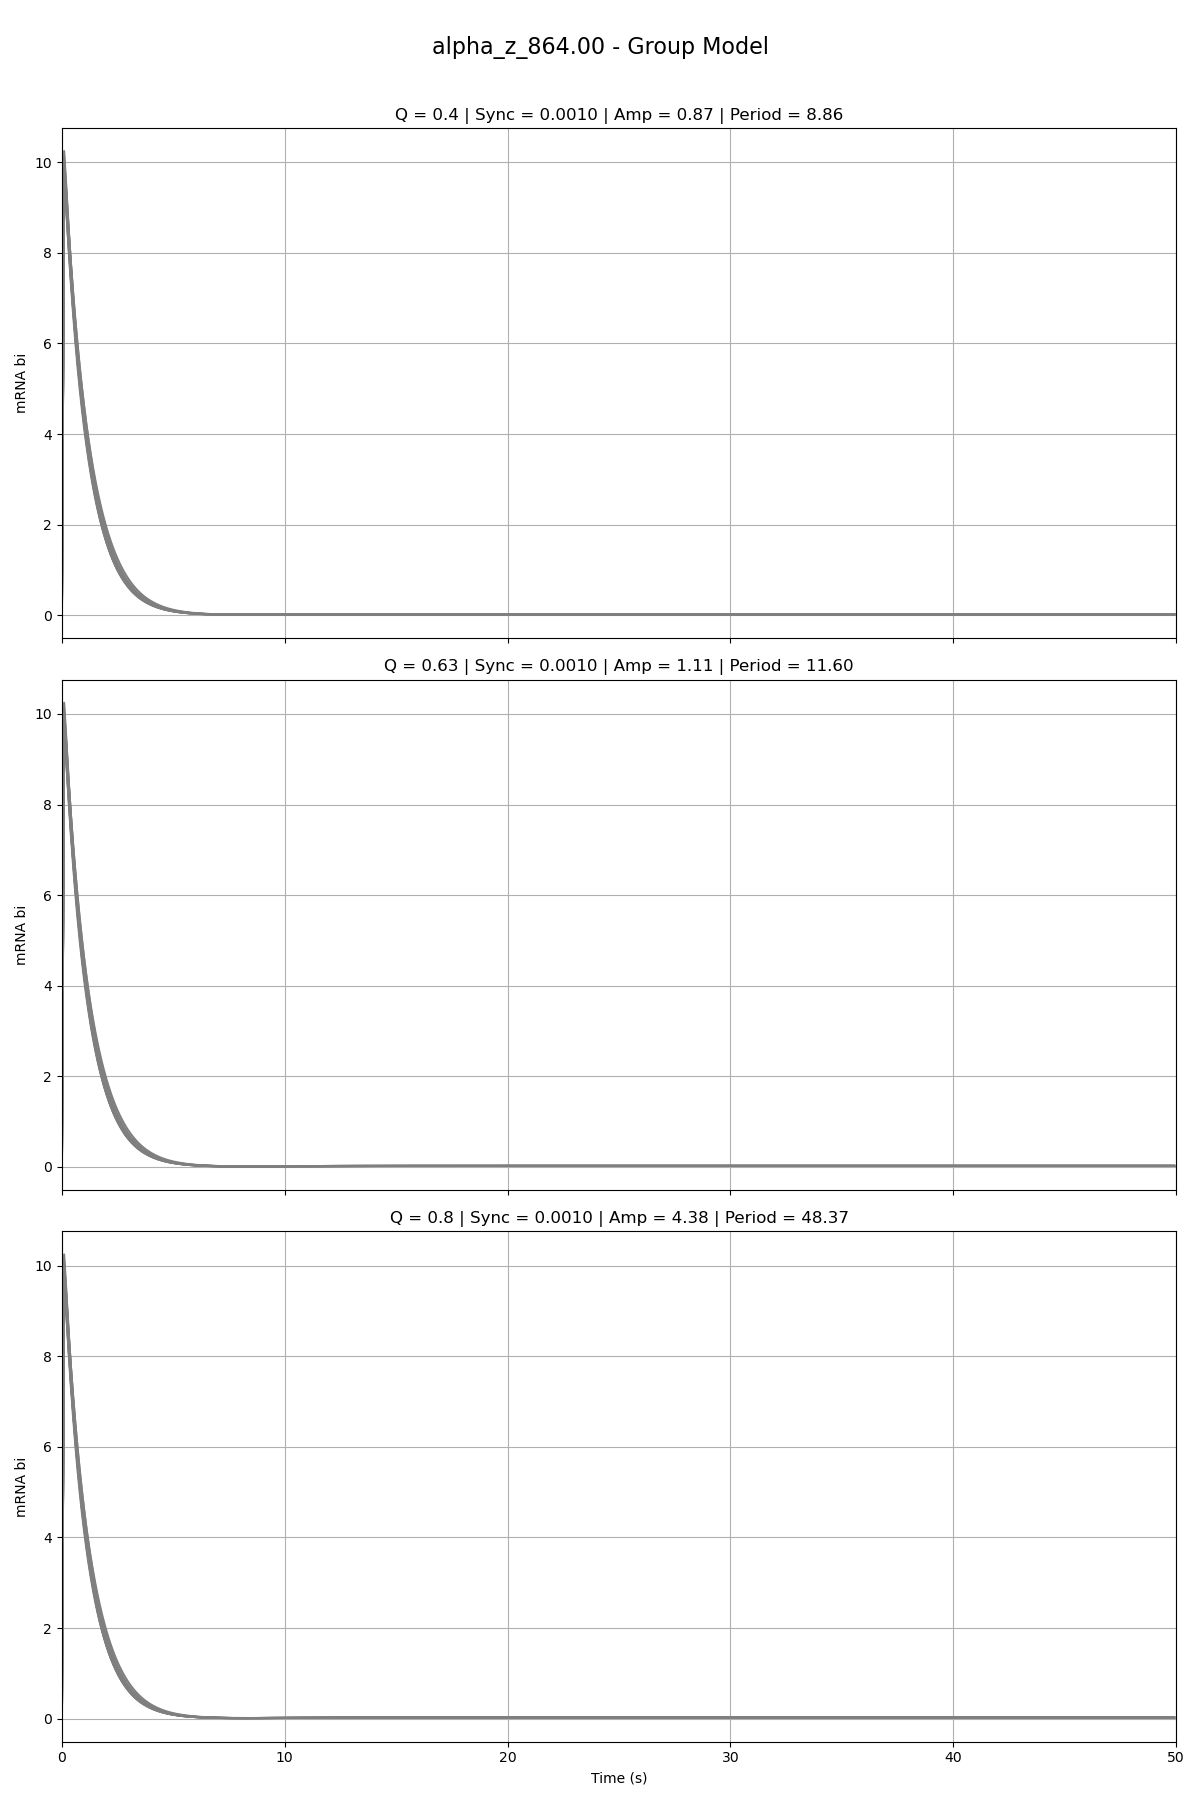 alpha_z_864.00 - Group Model
Q = 0.4 | Sync = 0.0010 | Amp = 0.87 | Period = 8.86
10
8
6
4
2
0
mRNA bi
Q = 0.63 | Sync = 0.0010 | Amp = 1.11 | Period = 11.60
10
8
6
4
2
0
mRNA bi
Q = 0.8 | Sync = 0.0010 | Amp = 4.38 | Period = 48.37
10
8
6
4
2
0
mRNA bi
0 10 20 30 40 50
Time (s)